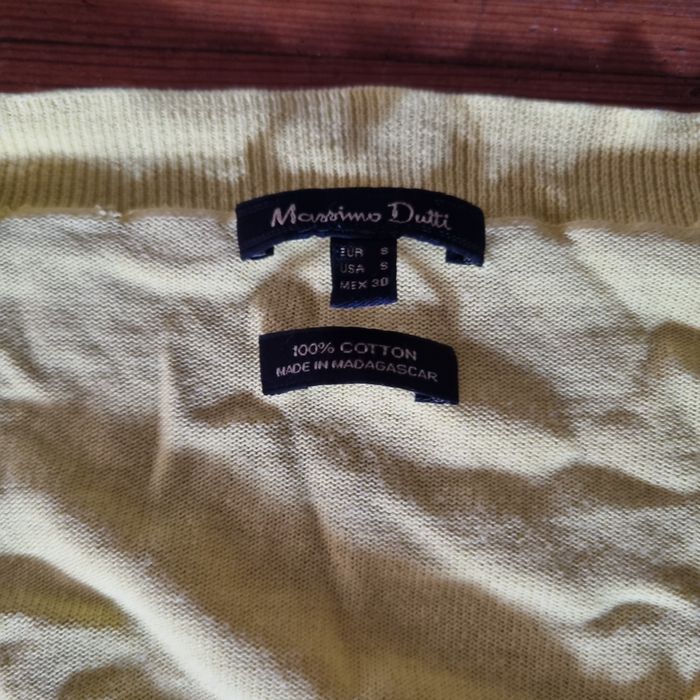 Massimo Dutti
EUR S
USA S
MEX 30
100% COTTON
MADE IN MADAGASCAR